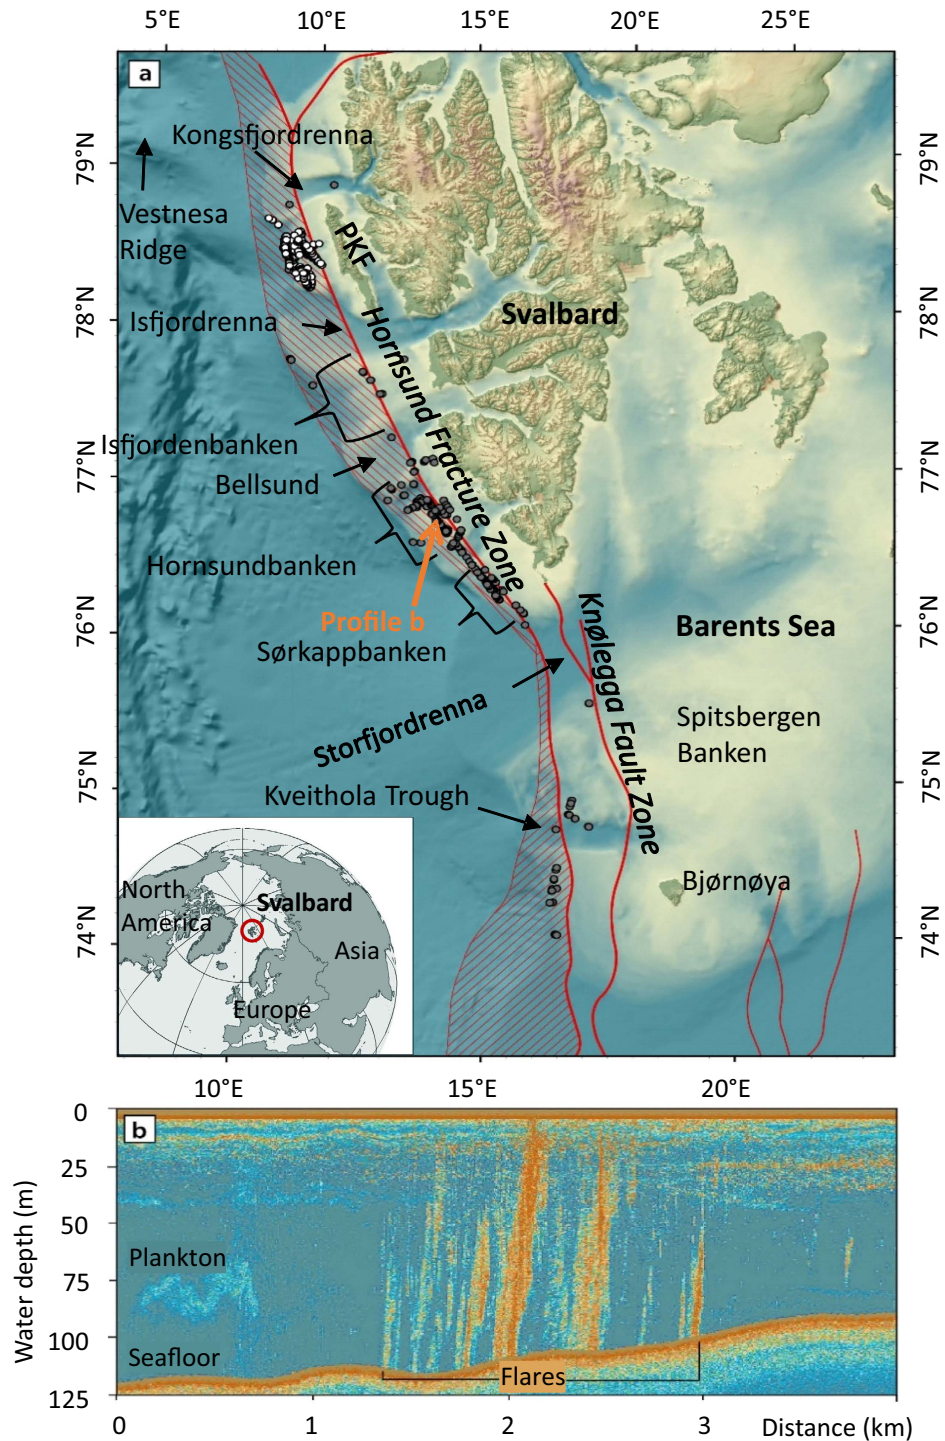 5°E 10°E 15°E 20°E 25°E
a
Kongsfjordrenna
79°N
79°N
Vestnesa
Ridge
PKF
78°N
78°N
Svalbard
Isfjordrenna
Hornsund Fracture Zone
Isfjordenbanken
77°N
77°N
Bellsund
Hornsundbanken
Profile b
76°N
76°N
Barents Sea
Sørkappbanken
Knølegga Fault Zone
Storfjordrenna
Spitsbergen
Banken
75°N
75°N
Kveithola Trough
Bjørnøya
74°N
74°N
North
America
Svalbard
Asia
Europe
10°E 15°E 20°E
b
0
25
50
75
100
125
Water depth (m)
Plankton
Seafloor
Flares
0 1 2 3 Distance (km)